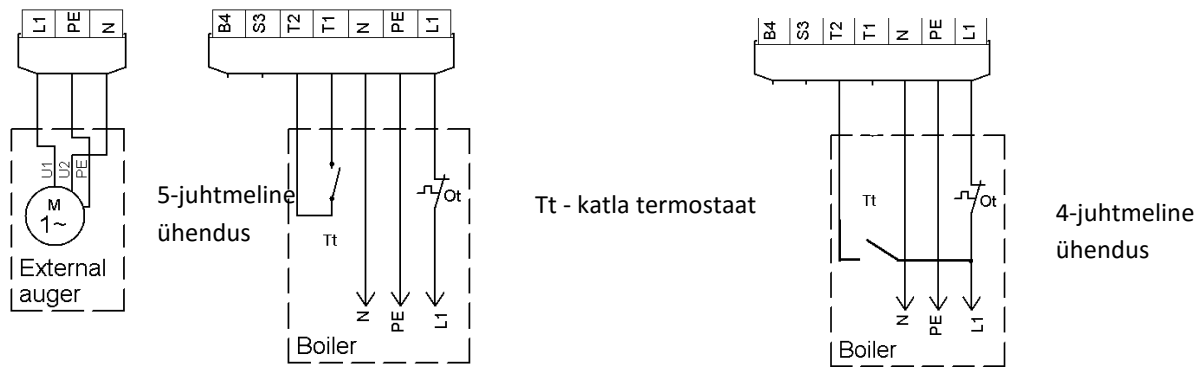 L1 PE N
B4 S3 T2 T1 N PE L1
B4 S3 T2 T1 N PE L1
U1 U2 PE
M
1~
External
auger
5-juhtmeline
ühendus
Tt
Ot
N PE L1
Boiler
Tt - katla termostaat
Tt
Ot
N PE L1
Boiler
4-juhtmeline
ühendus